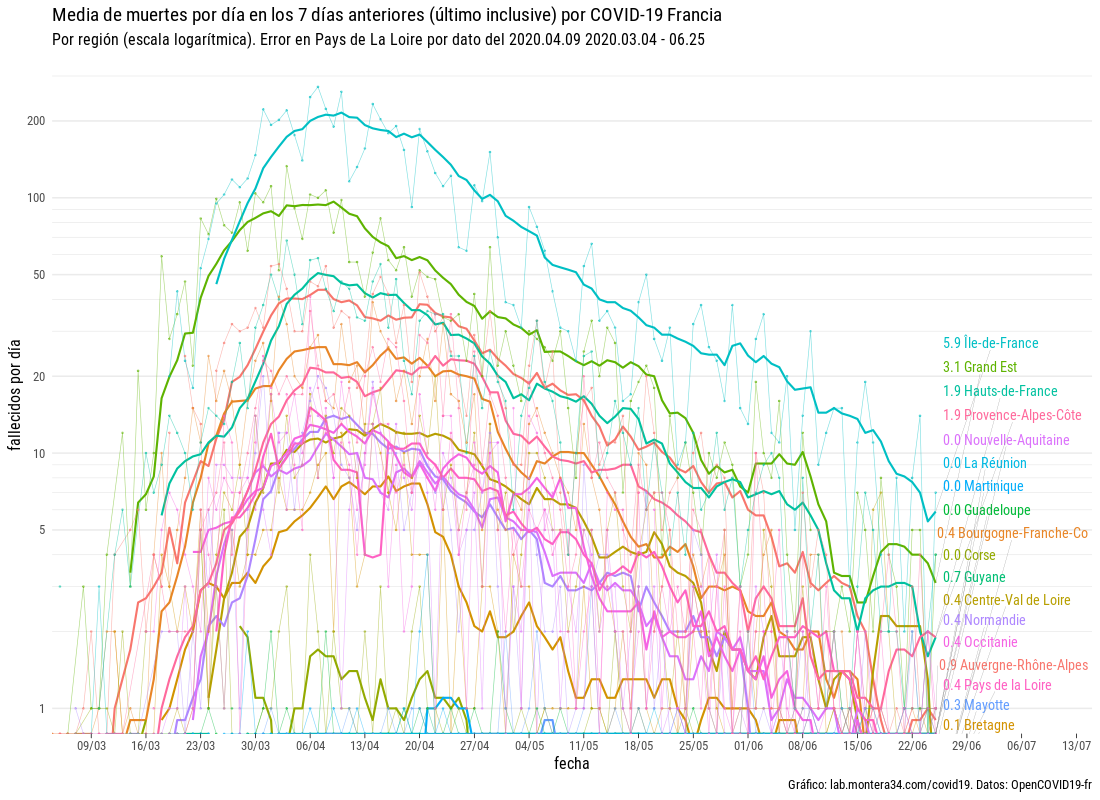 Media de muertes por día en los 7 días anteriores (último inclusive) por COVID-19 Francia
Por región (escala logarítmica). Error en Pays de La Loire por dato del 2020.04.09 2020.03.04 - 06.25
fallecidos por día
200
100
50
20
10
5
1
5.9 Île-de-France
3.1 Grand Est
1.9 Hauts-de-France
1.9 Provence-Alpes-Côte
0.0 Nouvelle-Aquitaine
0.0 La Réunion
0.0 Martinique
0.0 Guadeloupe
0.4 Bourgogne-Franche-Co
0.0 Corse
0.7 Guyane
0.4 Centre-Val de Loire
0.4 Normandie
0.4 Occitanie
0.9 Auvergne-Rhône-Alpes
0.4 Pays de la Loire
0.3 Mayotte
0.1 Bretagne
09/03 16/03 23/03 30/03 06/04 13/04 20/04 27/04 04/05 11/05 18/05 25/05 01/06 08/06 15/06 22/06 29/06 06/07 13/07
fecha
Gráfico: lab.montera34.com/covid19. Datos: OpenCOVID19-fr